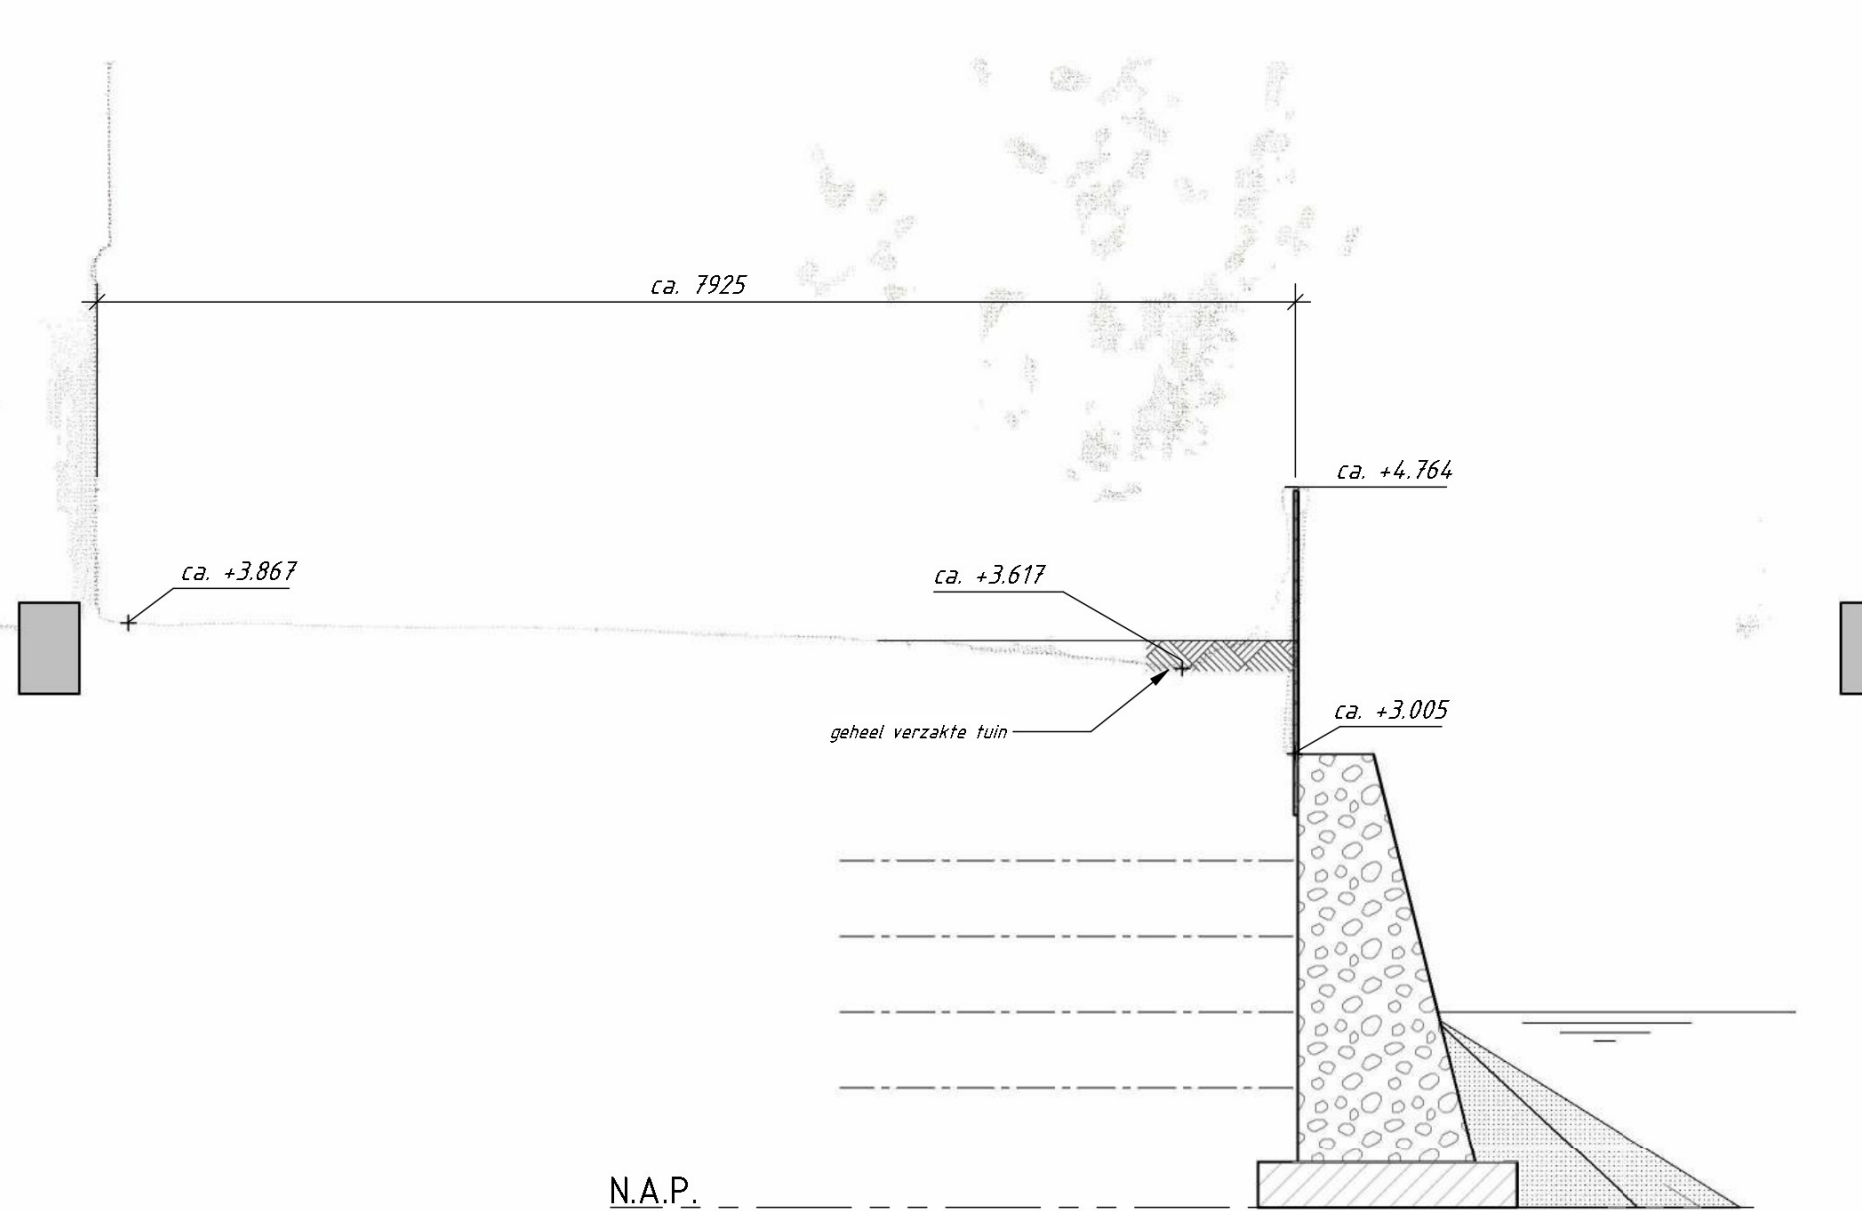 ca. 7925
ca. +4.764
ca. +3.867
ca. +3.617
ca. +3.005
geheel verzakte tuin
N.A.P.